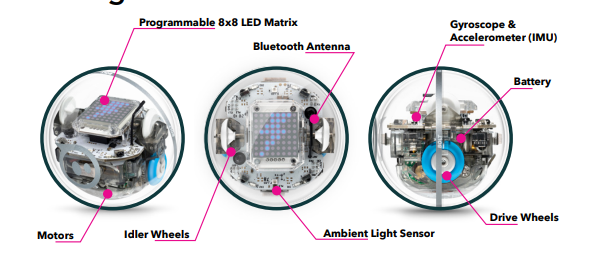 Programmable 8x8 LED Matrix
Bluetooth Antenna
Gyroscope &
Accelerometer (IMU)
Battery
Motors
Idler Wheels
Ambient Light Sensor
Drive Wheels